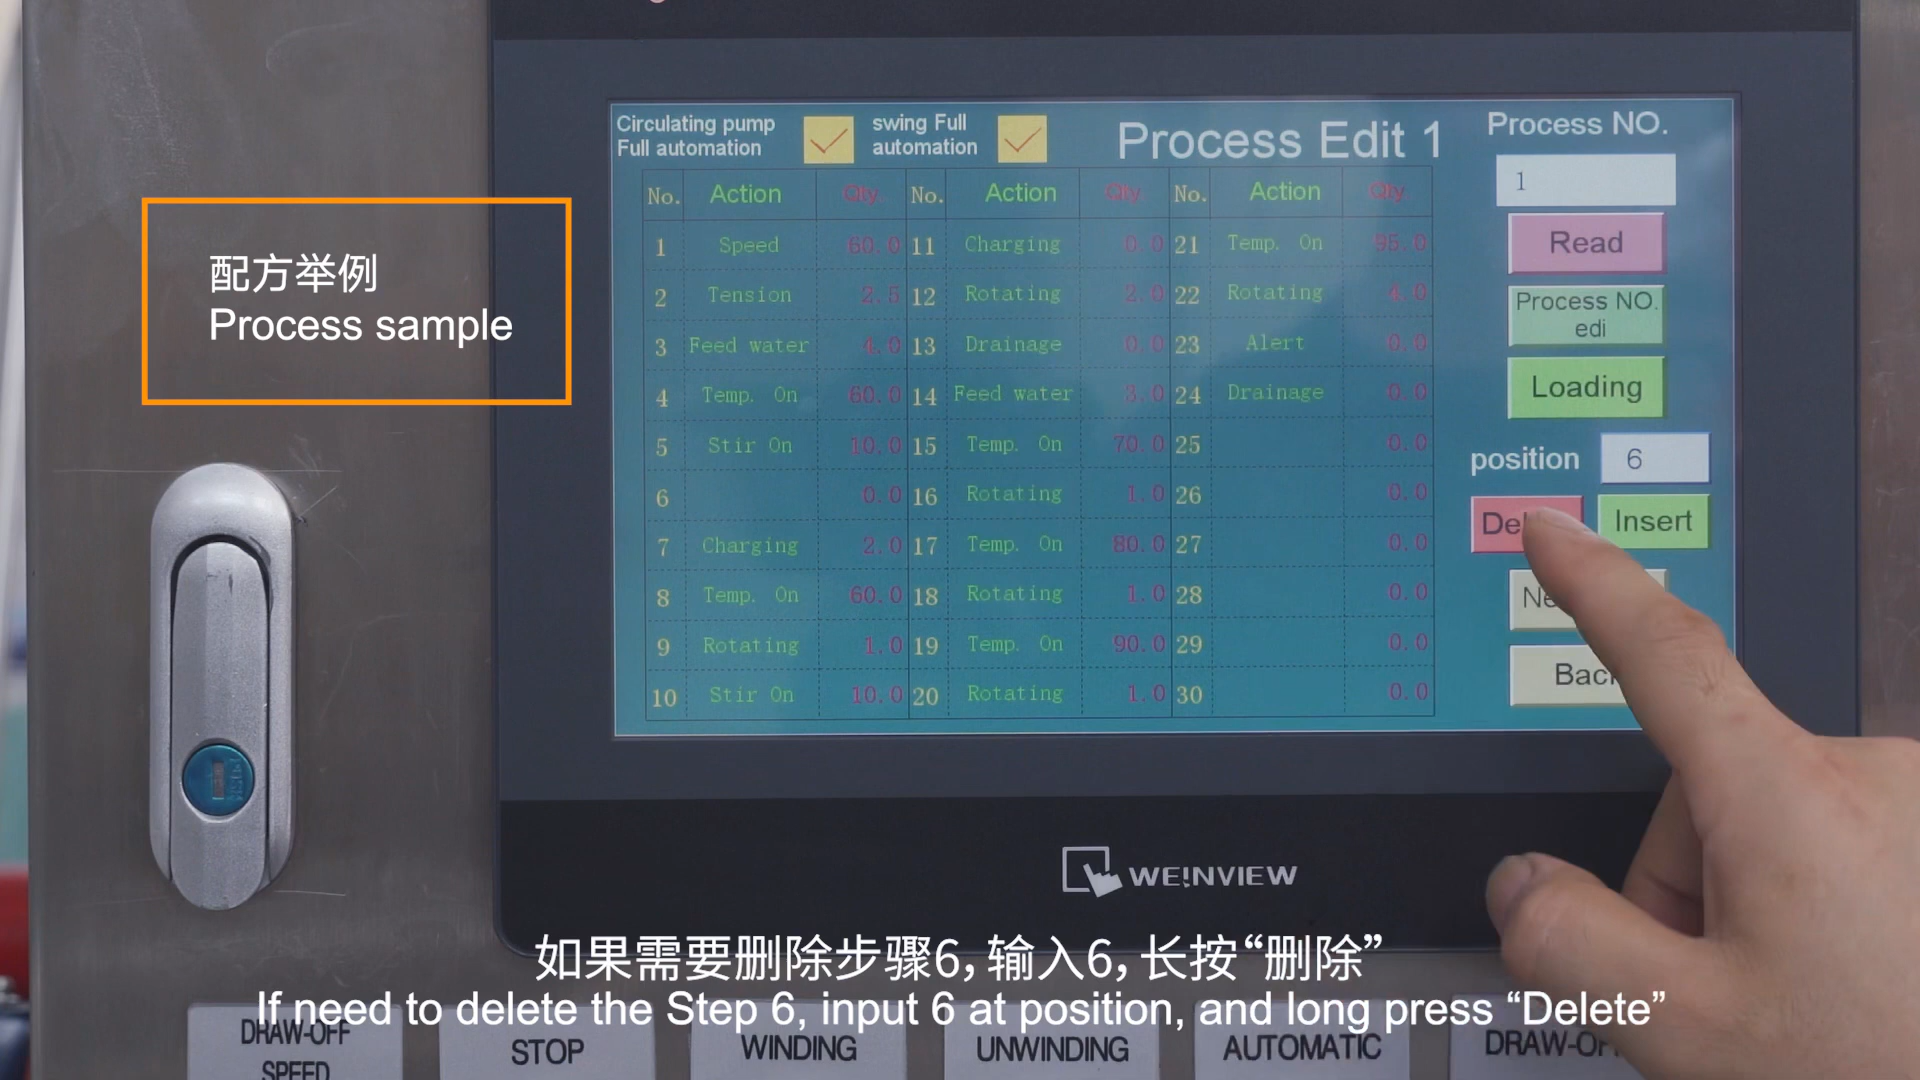 Circulating pump
Full automation
swing Full
automation
Process Edit 1
Process NO.
1
Read
Process NO.
edi
Loading
position 6
Insert
配方举例
Process sample
No. Action Qty. No. Action Qty. No. Action Qty.
1 Speed 60.0 11 Charging 0.0 21 Temp. On 95.0
2 Tension 2.5 12 Rotating 2.0 22 Rotating 4.0
3 Feed water 4.0 13 Drainage 0.0 23 Alert 0.0
4 Temp. On 60.0 14 Feed water 3.0 24 Drainage 0.0
5 Stir On 10.0 15 Temp. On 70.0 25 0.0
6 0.0 16 Rotating 1.0 26 0.0
7 Charging 2.0 17 Temp. On 80.0 27 0.0
8 Temp. On 60.0 18 Rotating 1.0 28 0.0
9 Rotating 1.0 19 Temp. On 90.0 29 0.0
10 Stir On 10.0 20 Rotating 1.0 30 0.0
WE!NVIEW
如果需要删除步骤6，输入6，长按“删除”
If need to delete the Step 6, input 6 at position, and long press “Delete”
DRAW-OFF
SPEED
STOP
WINDING
UNWINDING
AUTOMATIC